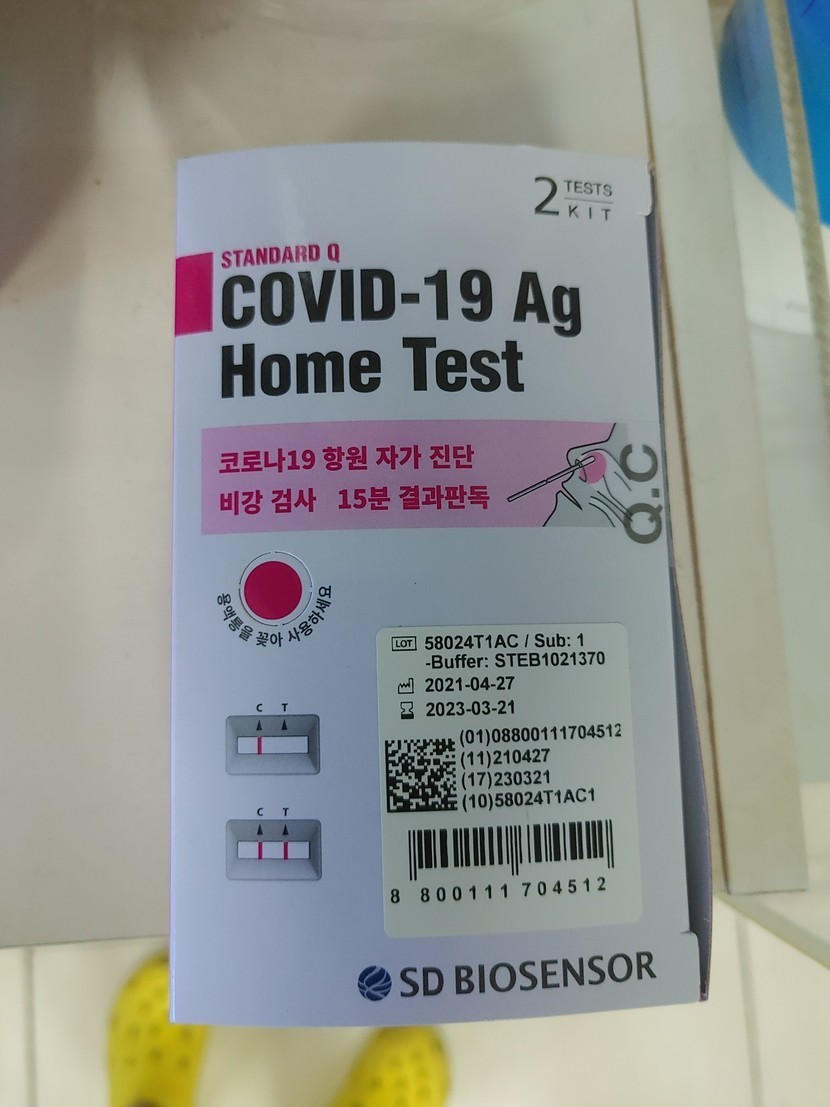 2 TESTS
KIT
STANDARD Q
COVID-19 Ag
Home Test
코로나19 항원 자가 진단
비강 검사 15분 결과판독
Q.C
용액통을 꽂아 사용하세요
C T
C T
LOT 58024T1AC / Sub: 1
-Buffer: STEB1021370
2021-04-27
2023-03-21
(01)08800111704512
(11)210427
(17)230321
(10)58024T1AC1
8 800111 704512
SD BIOSENSOR